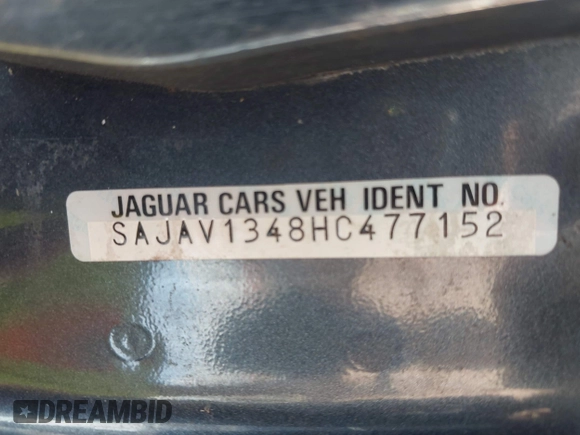 JAGUAR CARS VEH IDENT NO.
SAJAV1348HC477152
DREAMBID